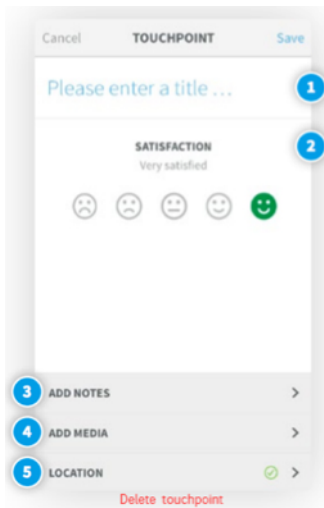 Cancel TOUCHPOINT Save
Please enter a title ... 1
SATISFACTION 2
Very satisfied
3 ADD NOTES
4 ADD MEDIA
5 LOCATION
Delete touchpoint